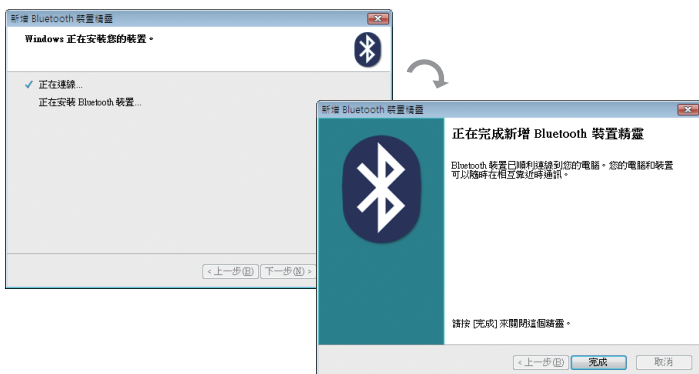 新增 Bluetooth 裝置精靈
Windows 正在安裝您的裝置。
✓ 正在連線...
正在安裝 Bluetooth 裝置...
<上一步(B) 下一步(N)>
新增 Bluetooth 裝置精靈
正在完成新增 Bluetooth 裝置精靈
Bluetooth 裝置已順利連線到您的電腦。您的電腦和裝置
可以隨時在相互靠近時通訊。
請按 [完成] 來關閉這個精靈。
<上一步(B) 完成 取消